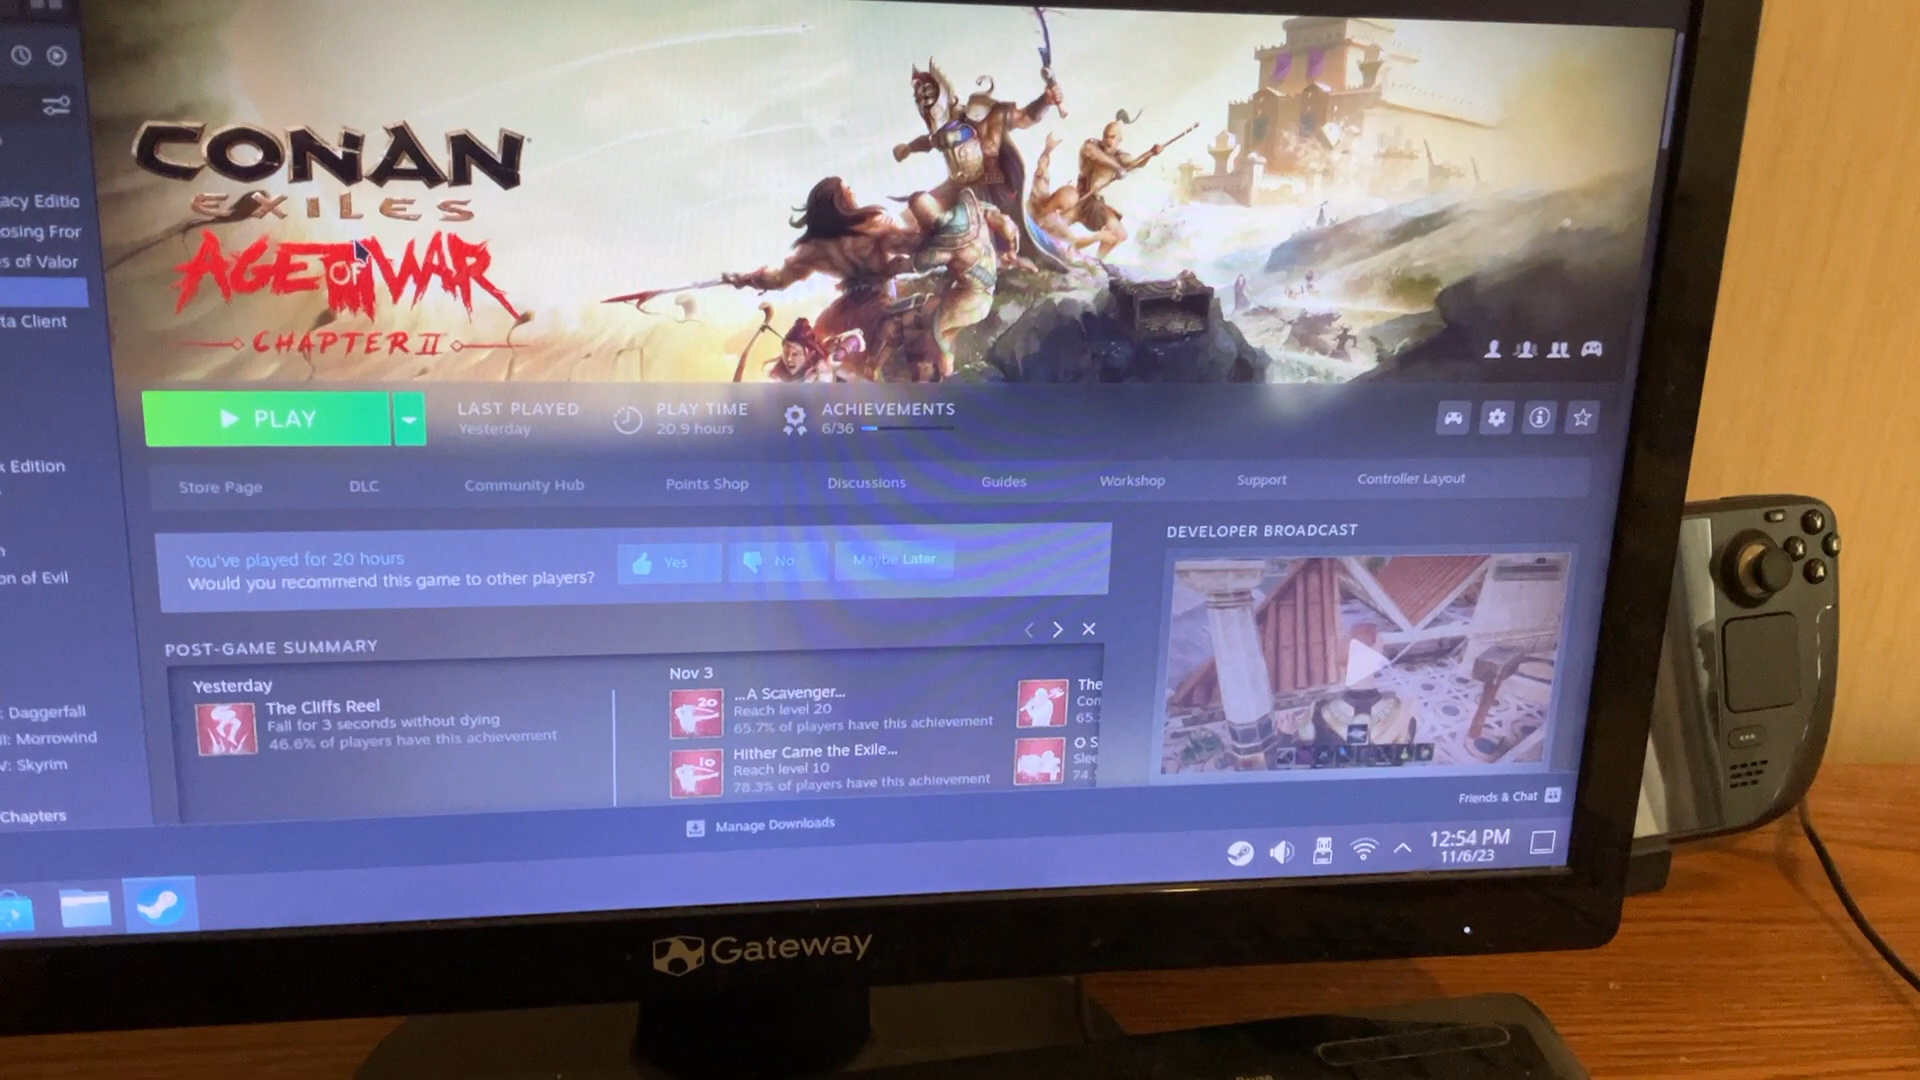 CONAN
EXILES
AGE OF WAR
CHAPTER II
acy Editio
osing Fror
s of Valor
ta Client
Edition
on of Evil
: Daggerfall
II: Morrowind
V: Skyrim
Chapters
PLAY
LAST PLAYED
Yesterday
PLAY TIME
20.9 hours
ACHIEVEMENTS
6/36
Store Page
DLC
Community Hub
Points Shop
Discussions
Guides
Workshop
Support
Controller Layout
You've played for 20 hours
Would you recommend this game to other players?
Yes
No
Maybe Later
DEVELOPER BROADCAST
POST-GAME SUMMARY
Yesterday
The Cliffs Reel
Fall for 3 seconds without dying
46.6% of players have this achievement
Nov 3
20
...A Scavenger...
Reach level 20
65.7% of players have this achievement
10
Hither Came the Exile...
Reach level 10
78.3% of players have this achievement
The
Con
65.
O S
Slee
74.
Friends & Chat
Manage Downloads
12:54 PM
11/6/23
Gateway